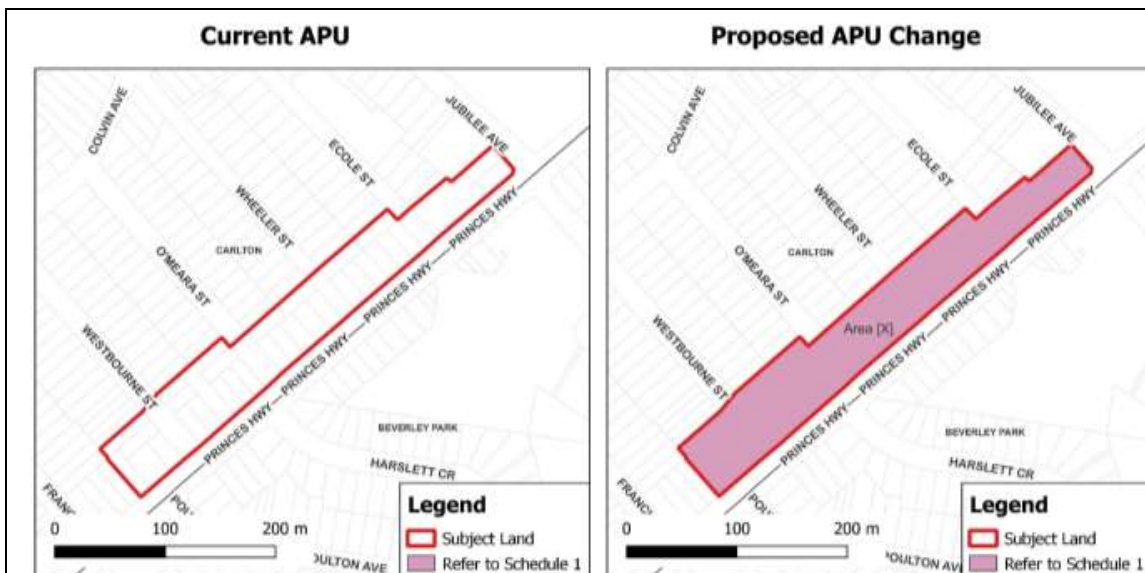 Current APU
Proposed APU Change
COLVIN AVE
JUBILEE AVE
ECOLE ST
WHEELER ST
CARLTON
O'MEARA ST
WESTBOURNE ST
PRINCES HWY
PRINCES HWY
PRINCES HWY
PRINCES HWY
BEVERLEY PARK
HARSLETT CR
OULTON AVE
0 100 200 m
Legend
Subject Land
Refer to Schedule 1
COLVIN AVE
JUBILEE AVE
ECOLE ST
WHEELER ST
CARLTON
O'MEARA ST
WESTBOURNE ST
Area [X]
PRINCES HWY
PRINCES HWY
PRINCES HWY
PRINCES HWY
BEVERLEY PARK
HARSLETT CR
OULTON AV
0 100 200 m
Legend
Subject Land
Refer to Schedule 1